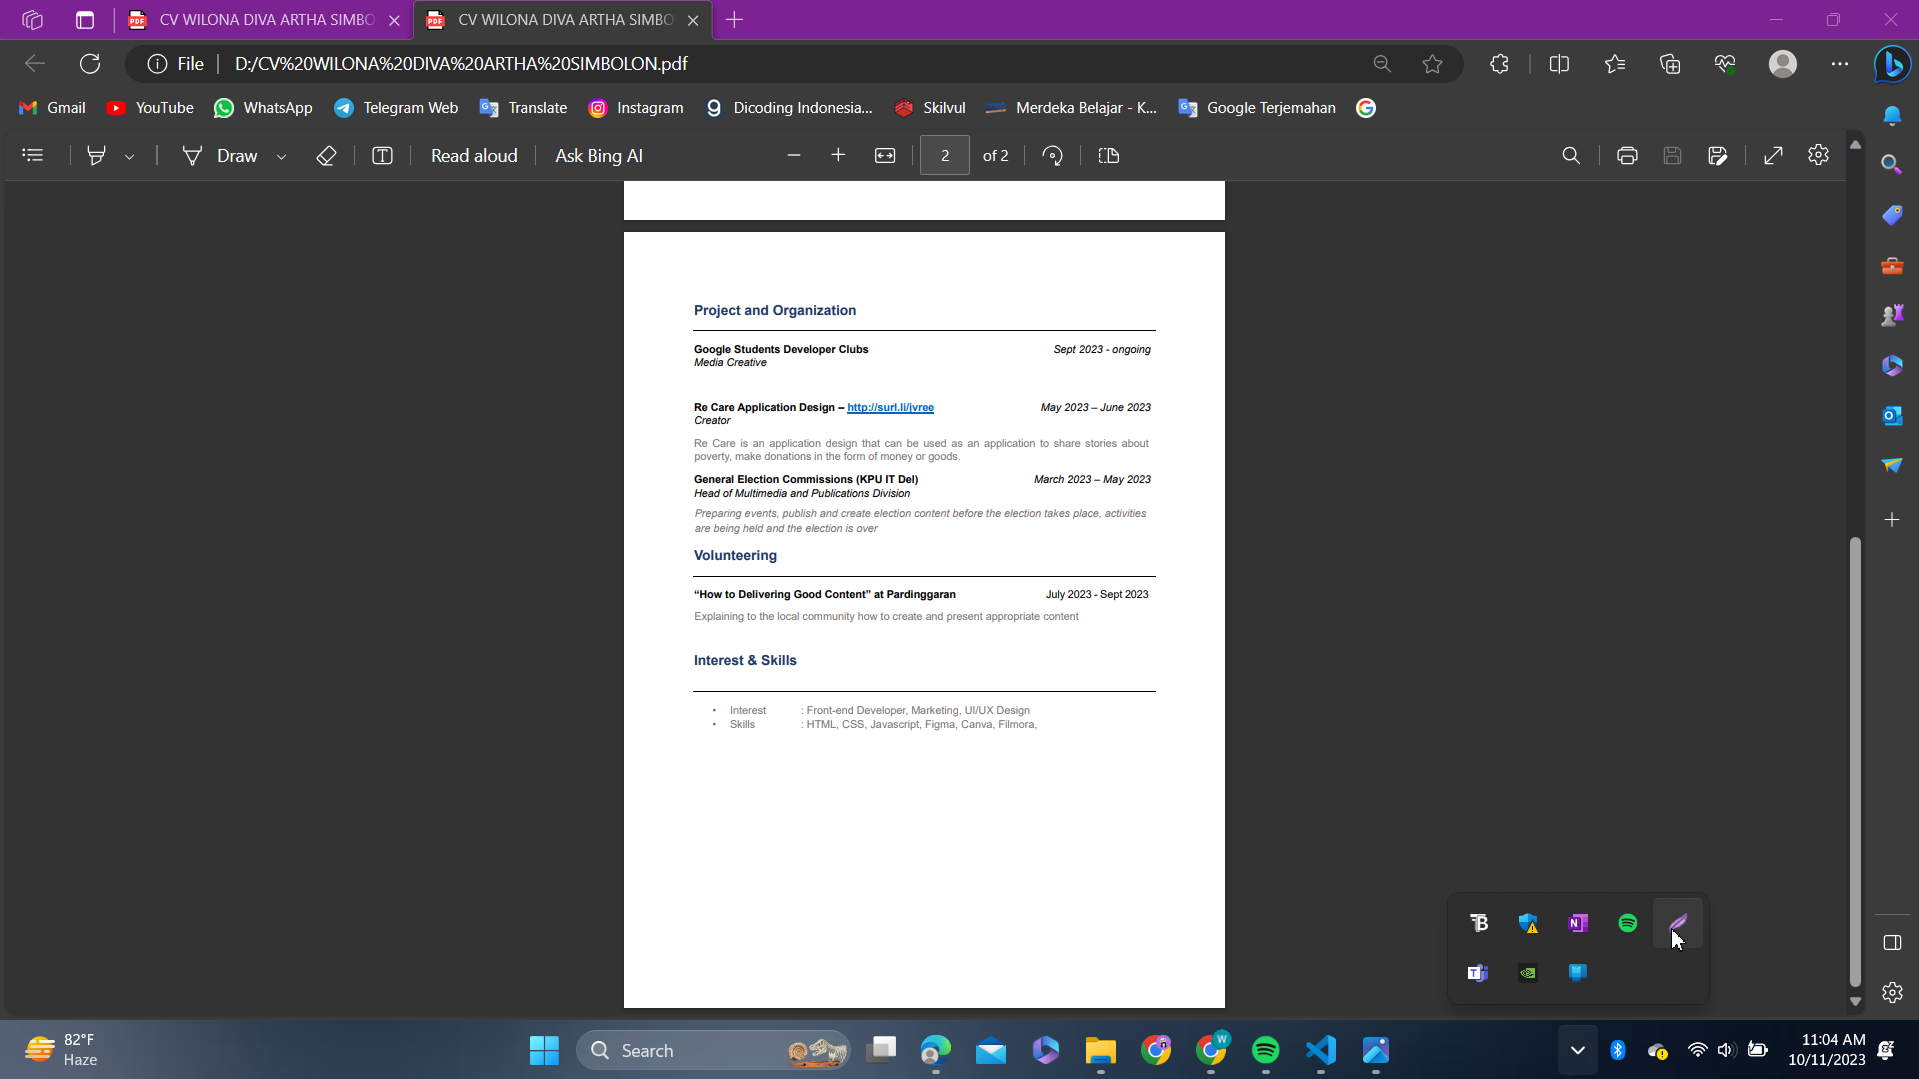 CV WILONA DIVA ARTHA SIMBO
CV WILONA DIVA ARTHA SIMBO
File
D:/CV%20WILONA%20DIVA%20ARTHA%20SIMBOLON.pdf
Gmail
YouTube
WhatsApp
Telegram Web
Translate
Instagram
Dicoding Indonesia...
Skilvul
Merdeka Belajar - K...
Google Terjemahan
Draw
Read aloud
Ask Bing AI
2
of 2
Project and Organization
Google Students Developer Clubs Sept 2023 - ongoing
Media Creative
Re Care Application Design – http://surl.li/jvree May 2023 – June 2023
Creator
Re Care is an application design that can be used as an application to share stories about
poverty, make donations in the form of money or goods.
General Election Commissions (KPU IT Del) March 2023 – May 2023
Head of Multimedia and Publications Division
Preparing events, publish and create election content before the election takes place, activities
are being held and the election is over
Volunteering
“How to Delivering Good Content” at Pardinggaran July 2023 - Sept 2023
Explaining to the local community how to create and present appropriate content
Interest & Skills
• Interest : Front-end Developer, Marketing, UI/UX Design
• Skills : HTML, CSS, Javascript, Figma, Canva, Filmora,
82°F
Haze
Search
11:04 AM
10/11/2023